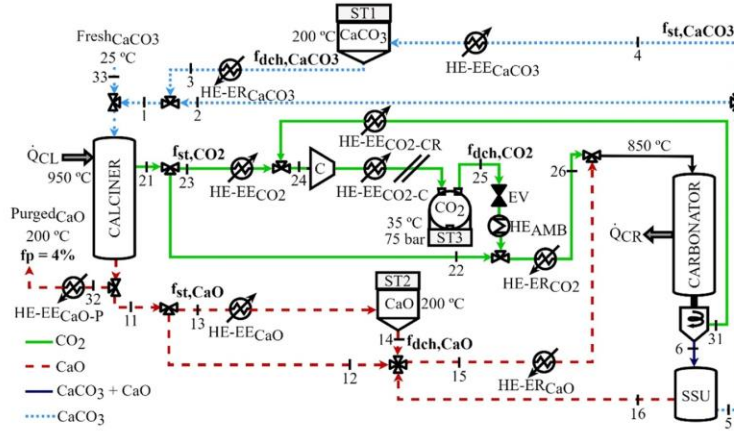 ST1
CaCO3
200 ºC
FreshCaCO3
25 ºC
33
fdch,CaCO3
3
HE-ERCaCO3
HE-EECaCO3
4
fst,CaCO3
1
2
Q̇CL
950 ºC
CALCINER
21
fst,CO2
23
HE-EECO2
24
C
HE-EECO2-CR
HE-EECO2-C
fdch,CO2
25
EV
HEAMB
CO2
ST3
35 ºC
75 bar
22
HE-ERCO2
26
850 ºC
CARBONATOR
Q̇CR
31
6
SSU
5
PurgedCaO
200 ºC
fp = 4%
32
HE-EECaO-P
11
fst,CaO
13
HE-EECaO
ST2
CaO
200 ºC
14
fdch,CaO
12
15
HE-ERCaO
16
CO2
CaO
CaCO3 + CaO
CaCO3